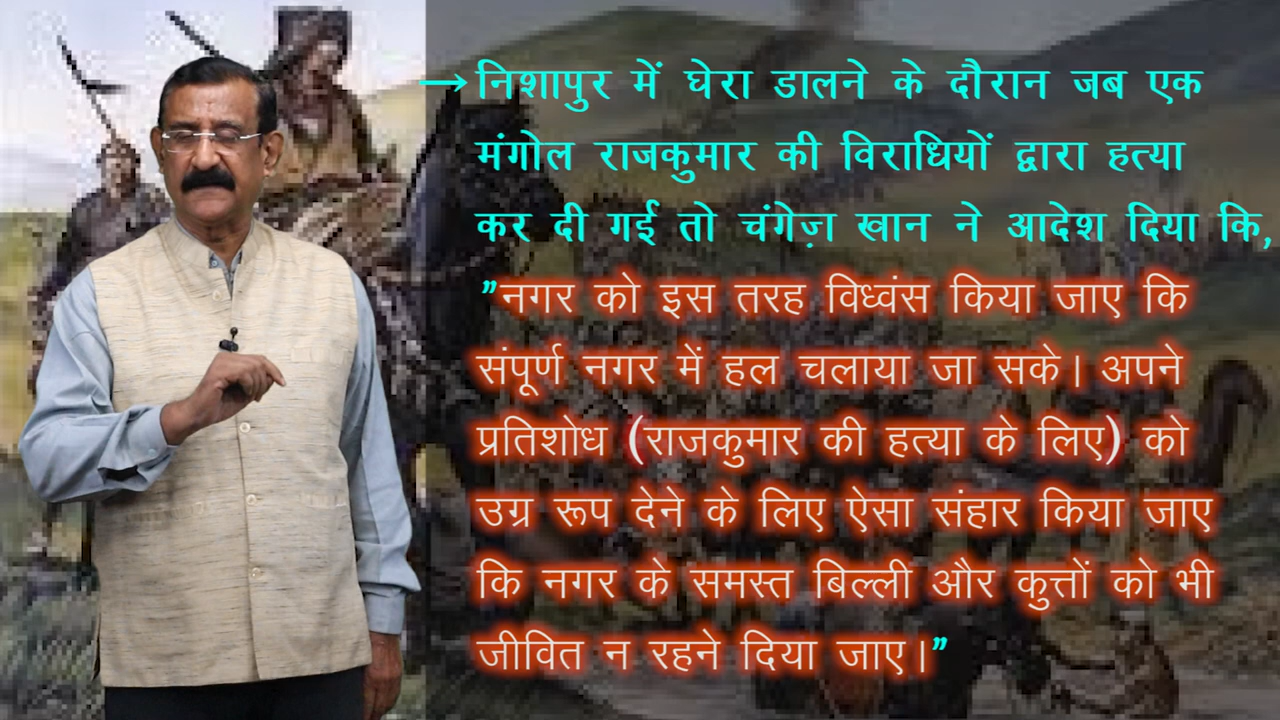 → निशापुर में घेरा डालने के दौरान जब एक
मंगोल राजकुमार की विराधियों द्वारा हत्या
कर दी गई तो चंगेज़ खान ने आदेश दिया कि,
”नगर को इस तरह विध्वंस किया जाए कि
संपूर्ण नगर में हल चलाया जा सके। अपने
प्रतिशोध (राजकुमार की हत्या के लिए) को
उग्र रूप देने के लिए ऐसा संहार किया जाए
कि नगर के समस्त बिल्ली और कुत्तों को भी
जीवित न रहने दिया जाए।”